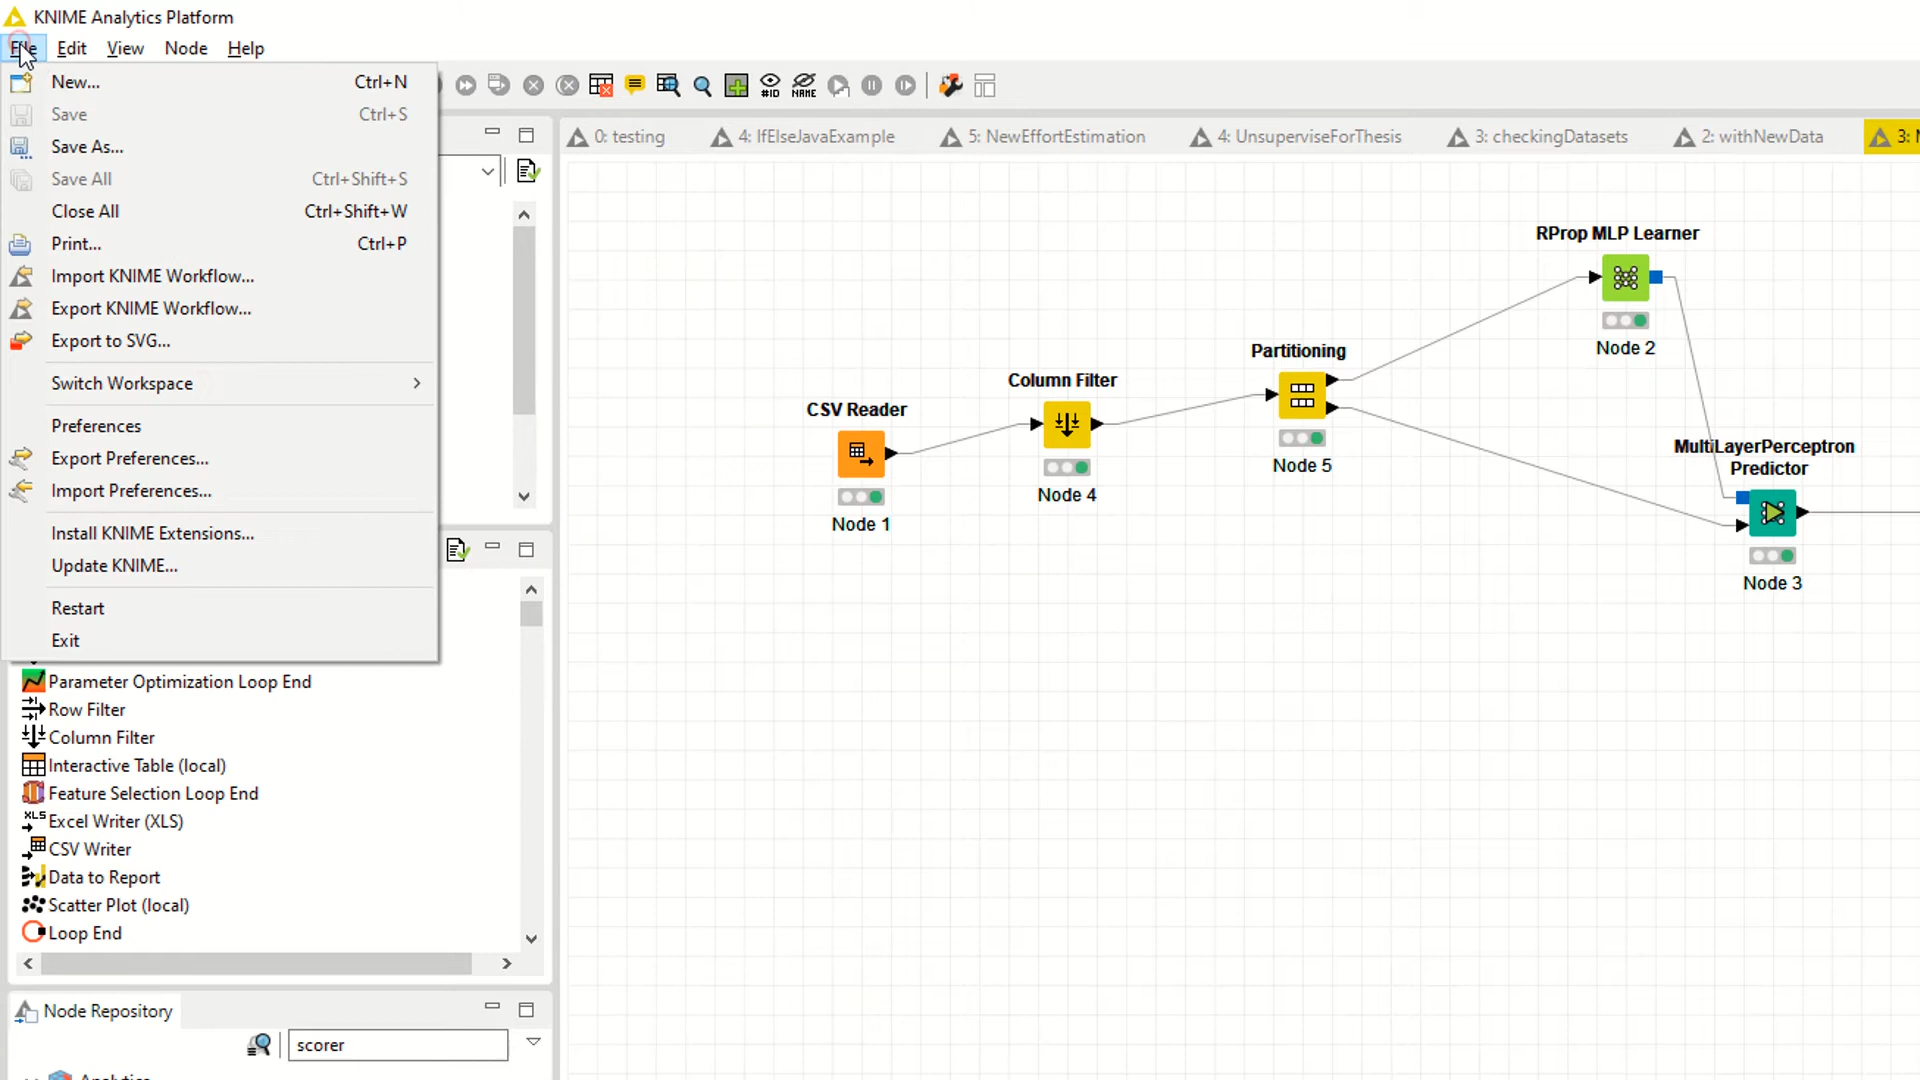 KNIME Analytics Platform
File Edit View Node Help
New... Ctrl+N
Save Ctrl+S
Save As...
Save All Ctrl+Shift+S
Close All Ctrl+Shift+W
Print... Ctrl+P
Import KNIME Workflow...
Export KNIME Workflow...
Export to SVG...
Switch Workspace
Preferences
Export Preferences...
Import Preferences...
Install KNIME Extensions...
Update KNIME...
Restart
Exit
#ID
NAME
0: testing 4: IfElseJavaExample 5: NewEffortEstimation 4: UnsuperviseForThesis 3: checkingDatasets 2: withNewData 3:
RProp MLP Learner
Node 2
Partitioning
Node 5
Column Filter
Node 4
CSV Reader
Node 1
MultiLayerPerceptron
Predictor
Node 3
Parameter Optimization Loop End
Row Filter
Column Filter
Interactive Table (local)
Feature Selection Loop End
XLS Excel Writer (XLS)
CSV Writer
Data to Report
Scatter Plot (local)
Loop End
Node Repository
scorer
Analytics